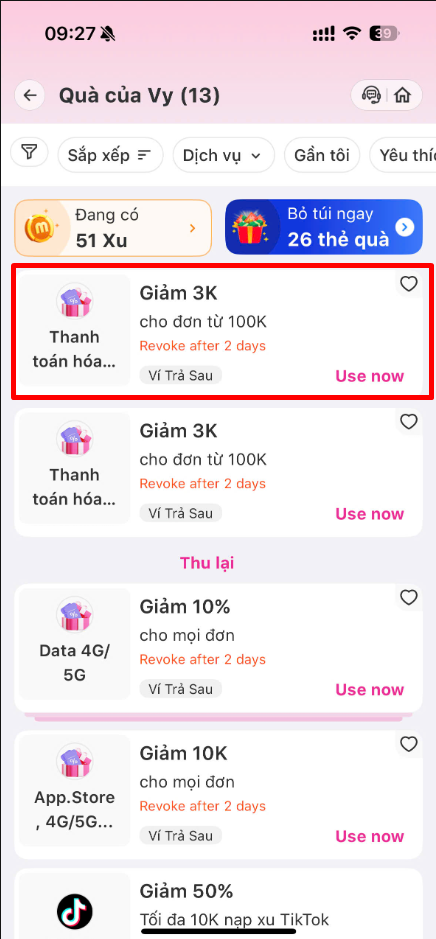 09:27
39
Quà của Vy (13)
Sắp xếp
Dịch vụ
Gần tôi
Yêu thíc
Đang có
51 Xu
Bỏ túi ngay
26 thẻ quà
Thanh
toán hóa...
Giảm 3K
cho đơn từ 100K
Revoke after 2 days
Ví Trả Sau
Use now
Thanh
toán hóa...
Giảm 3K
cho đơn từ 100K
Revoke after 2 days
Ví Trả Sau
Use now
Thu lại
Data 4G/
5G
Giảm 10%
cho mọi đơn
Revoke after 2 days
Ví Trả Sau
Use now
App.Store
, 4G/5G...
Giảm 10K
cho mọi đơn
Revoke after 2 days
Ví Trả Sau
Use now
Giảm 50%
Tối đa 10K nạp xu TikTok